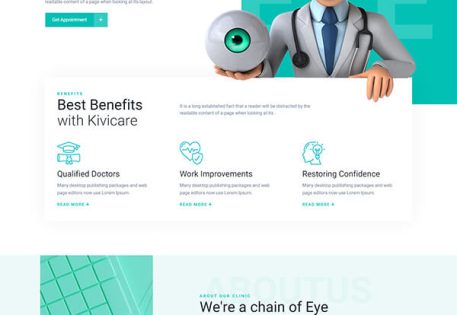 readable content of a page when looking at its layout.
Get Appointment +
BENEFITS
Best Benefits
with Kivicare
It is a long established fact that a reader will be distracted by the
readable content of a page when looking at its.
Qualified Doctors
Work Improvements
Restoring Confidence
Many desktop publishing packages and web
page editors now use Lorem Ipsum.
Many desktop publishing packages and web
page editors now use Lorem Ipsum.
Many desktop publishing packages and web
page editors now use Lorem Ipsum.
READ MORE +
READ MORE +
READ MORE +
ABOUTUS
ABOUT OUR CLINIC
We're a chain of Eye